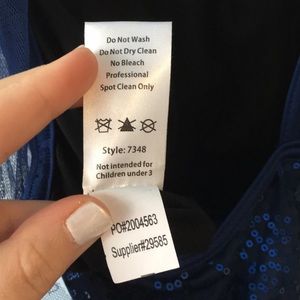 Do Not Wash
Do Not Dry Clean
No Bleach
Professional
Spot Clean Only
Style: 7348
Not intended for
Children under 3
PO#2004563
Supplier#29585